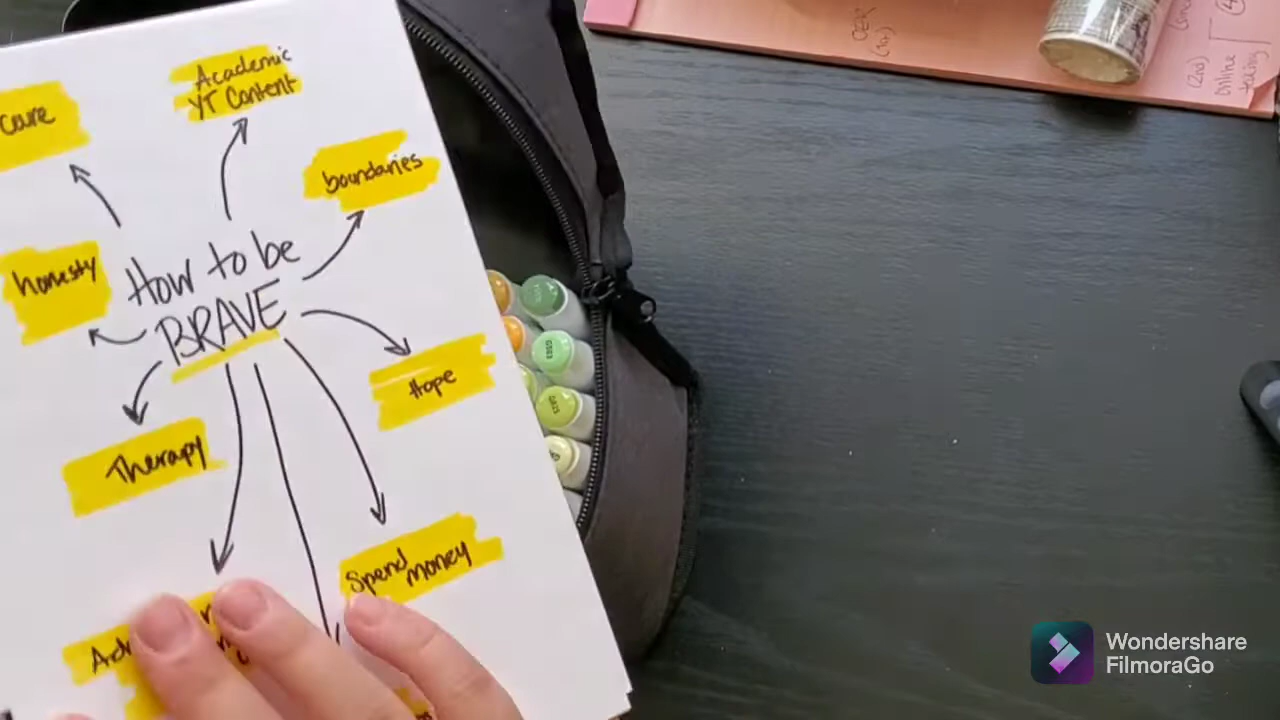 Academic
YT Content
care
boundaries
How to be
BRAVE
honesty
Hope
Therapy
Spend
money
Wondershare
FilmoraGo